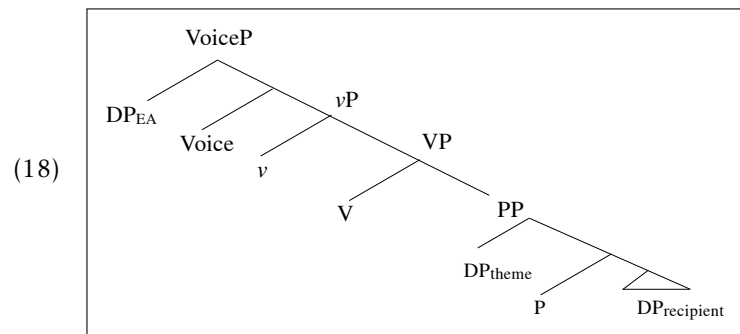 VoiceP
DP_EA
vP
Voice
(18)
v
VP
V
PP
DP_theme
P
DP_recipient